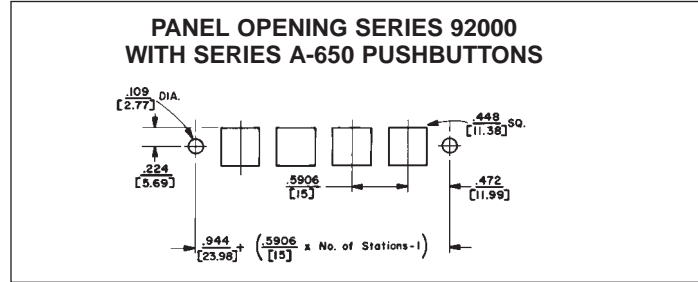 PANEL OPENING SERIES 92000
WITH SERIES A-650 PUSHBUTTONS
.109
[2.77] DIA.
.448
[11.38] SQ.
.224
[5.69]
.5906
[15]
.472
[11.99]
.944
[23.98] + (.5906
[15] x No. of Stations-1)